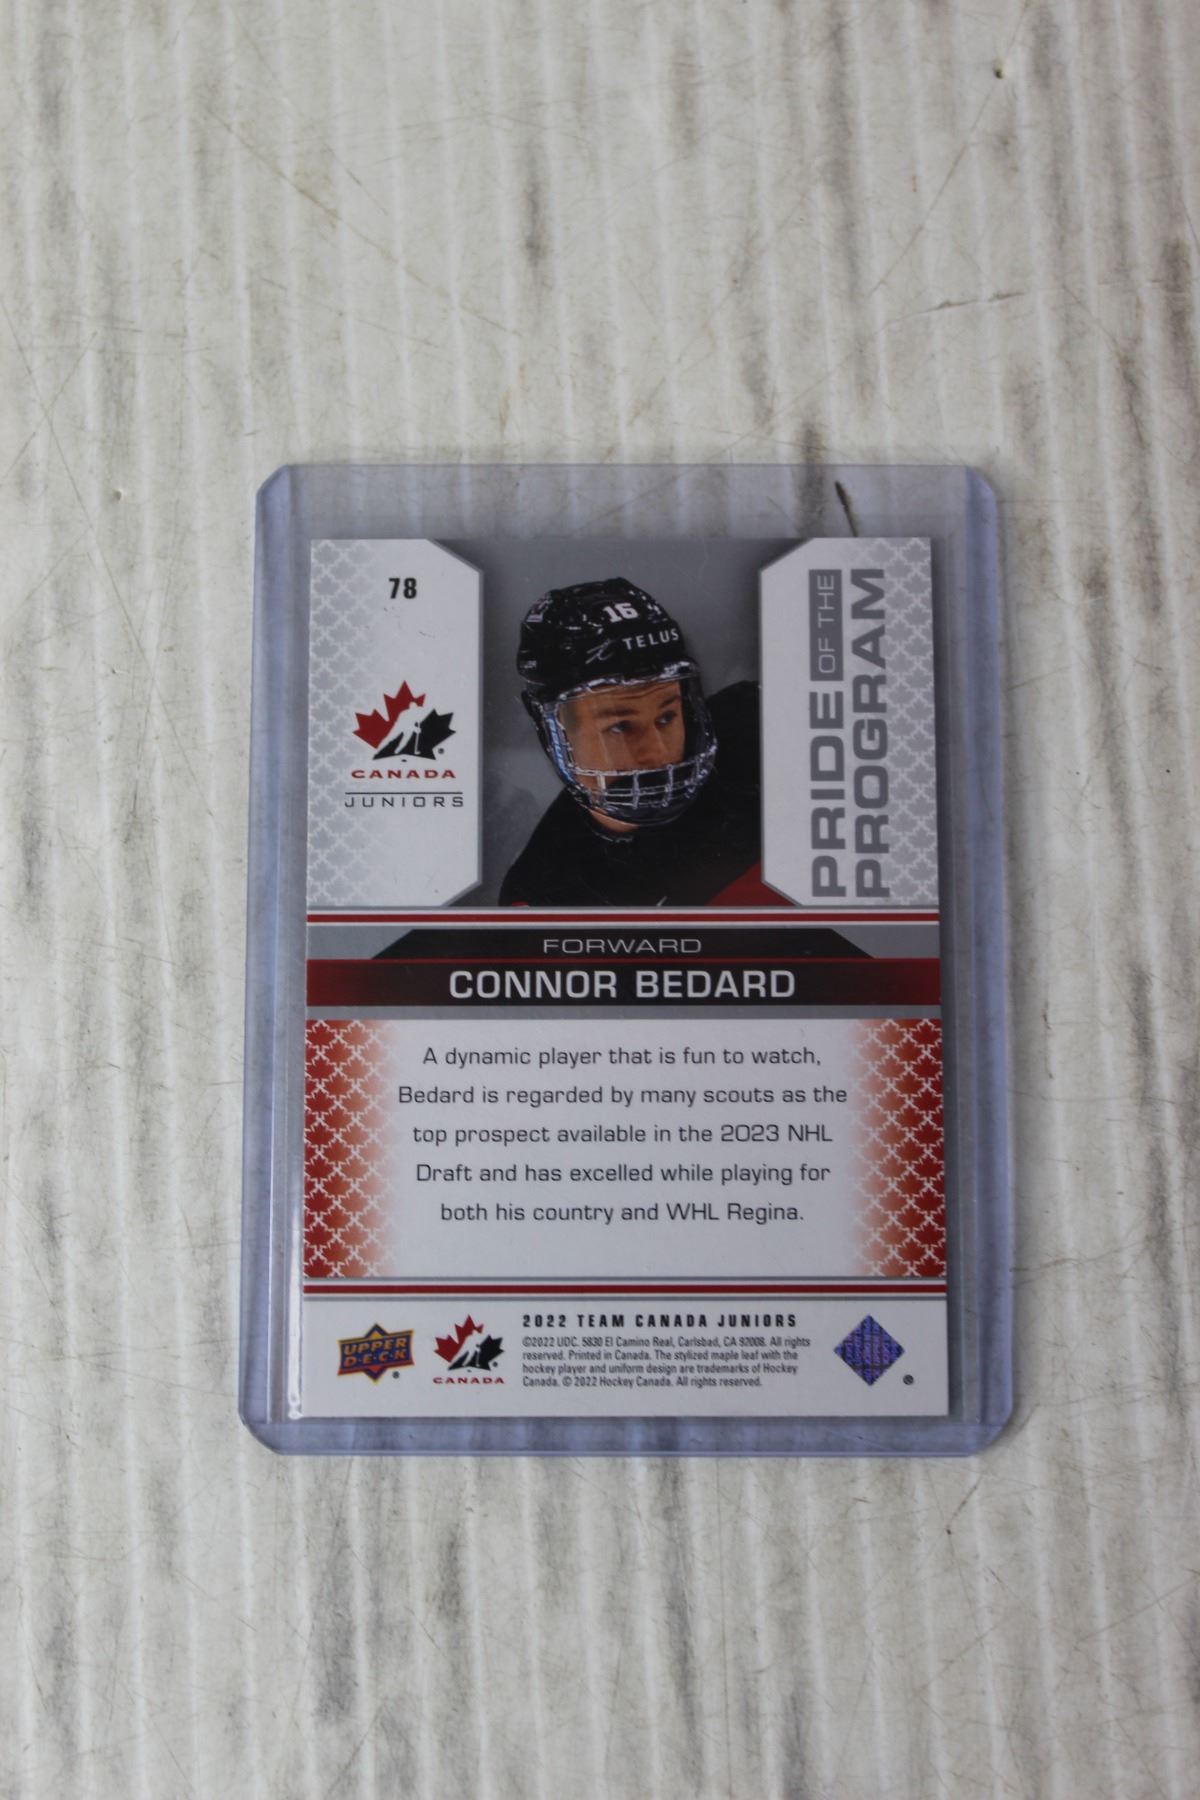 78
16
TELUS
CANADA
JUNIORS
PRIDE OF THE
PROGRAM
FORWARD
CONNOR BEDARD
A dynamic player that is fun to watch,
Bedard is regarded by many scouts as the
top prospect available in the 2023 NHL
Draft and has excelled while playing for
both his country and WHL Regina.
UPPER
D·E·C·K
®
CANADA
2022 TEAM CANADA JUNIORS
©2022 UDC. 5830 El Camino Real, Carlsbad, CA 92008. All rights
reserved. Printed in Canada. The stylized maple leaf with the
hockey player and uniform design are trademarks of Hockey
Canada. © 2022 Hockey Canada. All rights reserved.
®